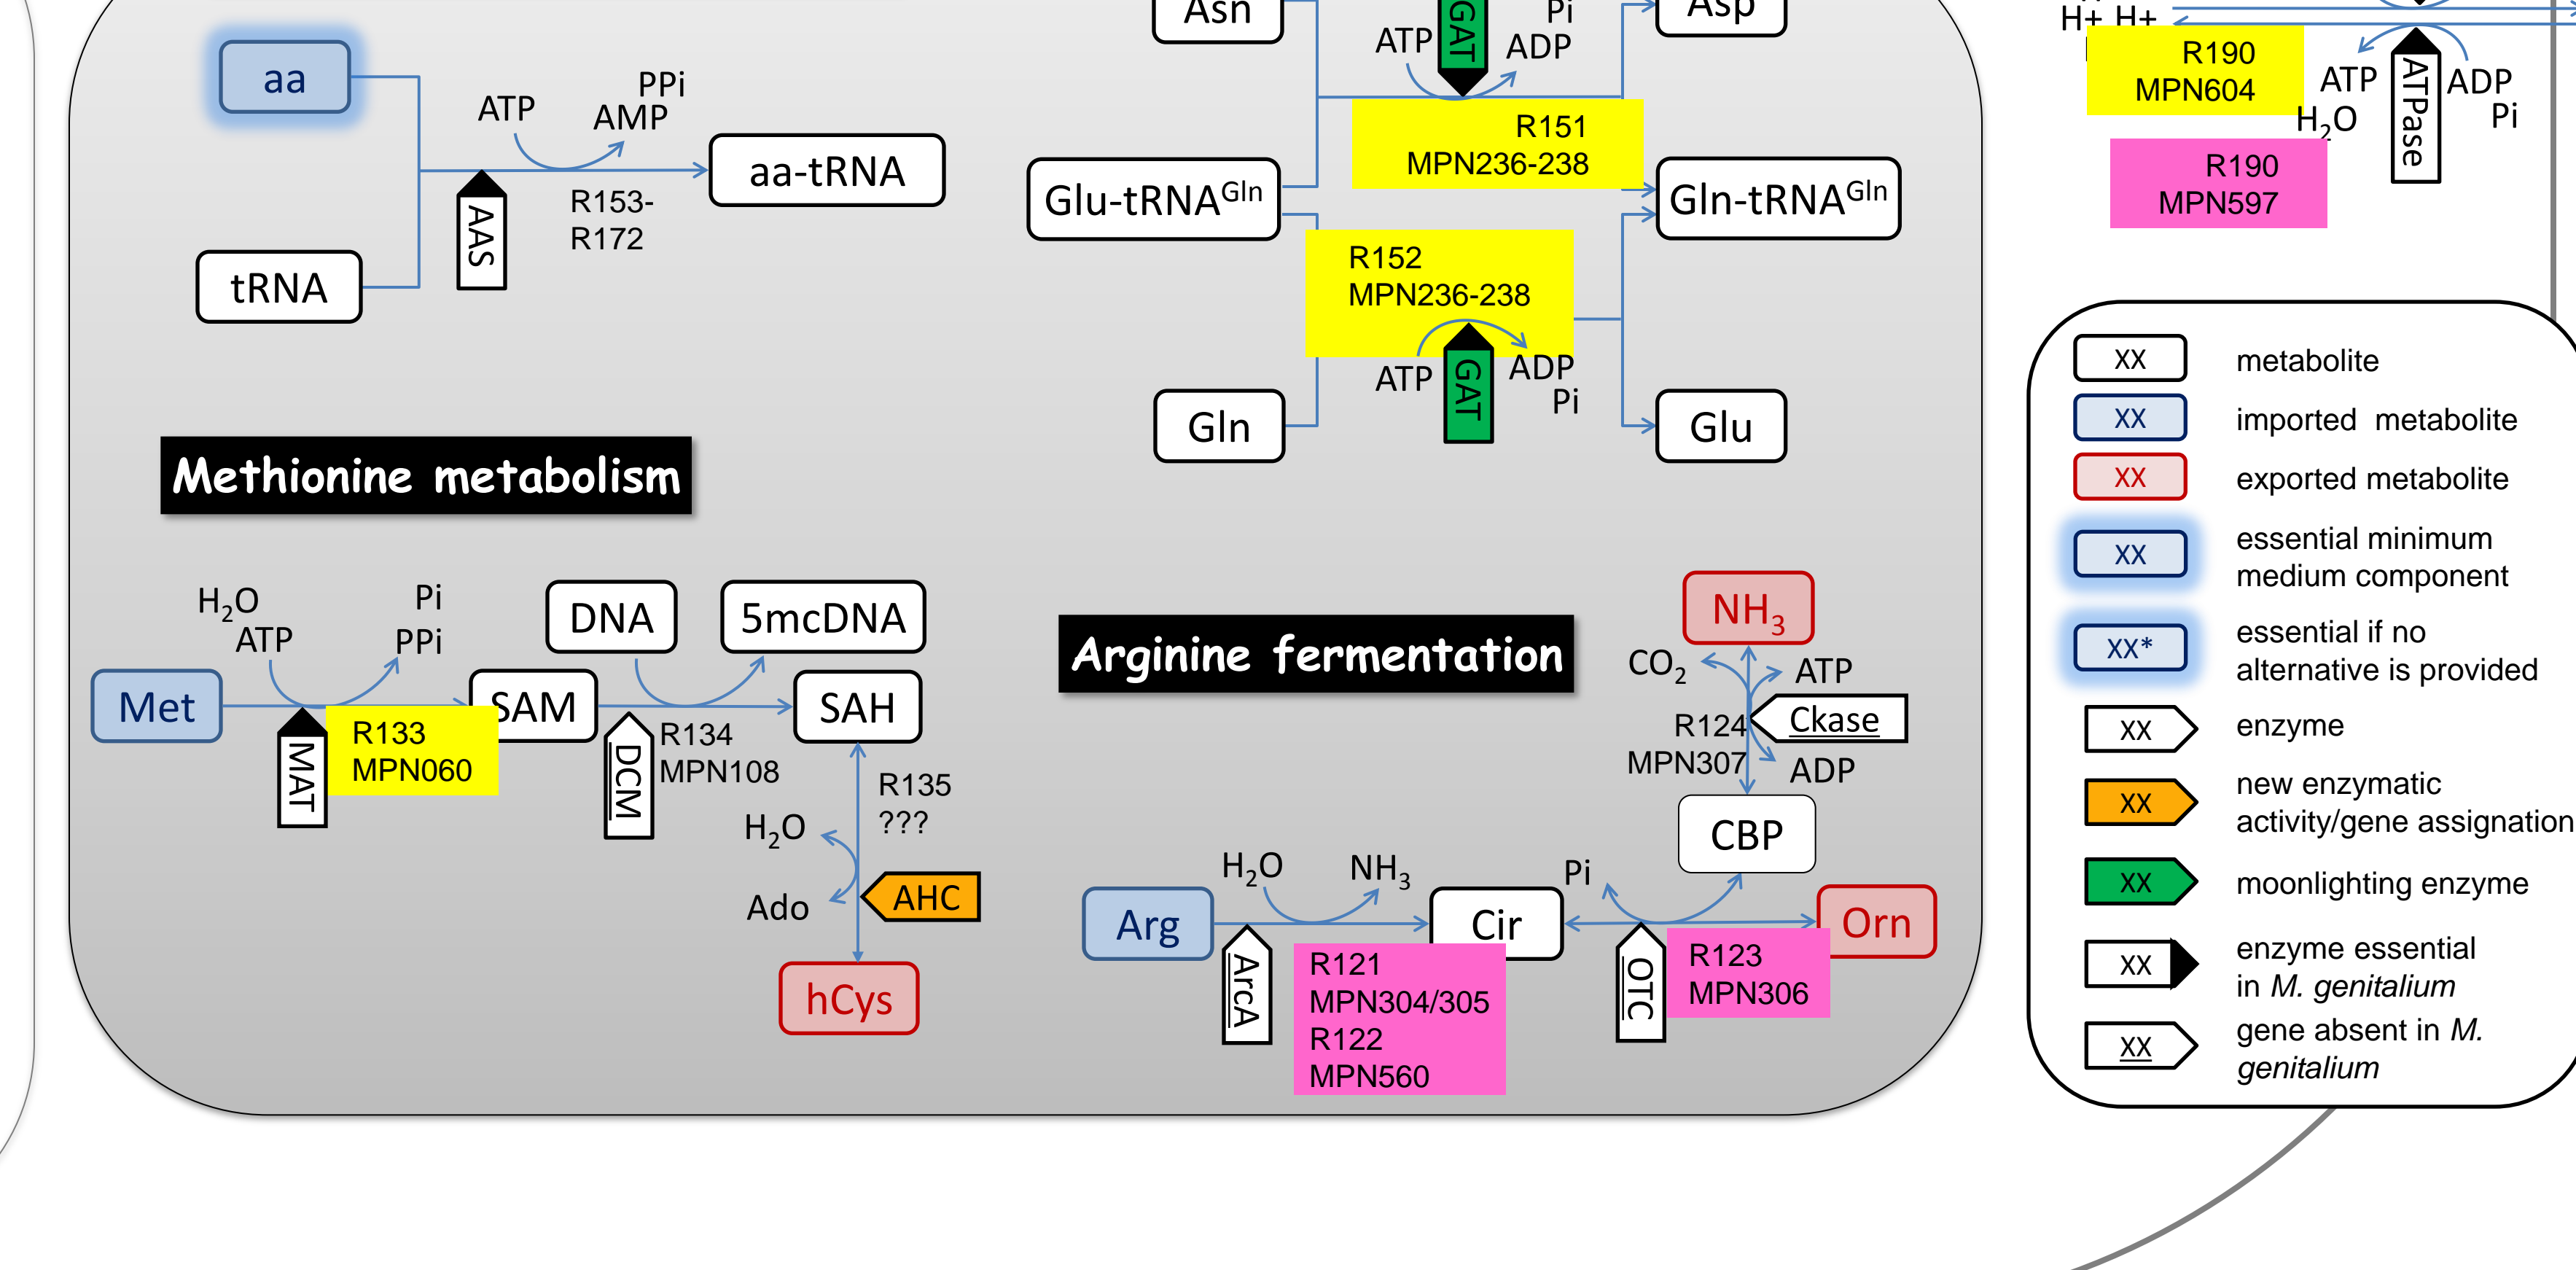 aa
ATP
PPi
AMP
aa-tRNA
AAS
R153-
R172
tRNA
Asn
GAT
Pi
Asp
ATP
ADP
R151
MPN236-238
Glu-tRNAGln
Gln-tRNAGln
R152
MPN236-238
ATP
GAT
ADP
Pi
Gln
Glu
H+ H+
R190
MPN604
ATP
H2O
ATPase
ADP
Pi
R190
MPN597
Methionine metabolism
H2O
ATP
Pi
PPi
DNA
5mcDNA
Met
SAM
SAH
MAT
R133
MPN060
DCM
R134
MPN108
R135
???
H2O
Ado
AHC
hCys
Arginine fermentation
NH3
CO2
ATP
R124
MPN307
Ckase
ADP
CBP
H2O
NH3
Pi
Arg
Cir
Orn
ArcA
R121
MPN304/305
R122
MPN560
OTC
R123
MPN306
XX metabolite
XX imported metabolite
XX exported metabolite
XX essential minimum
medium component
XX* essential if no
alternative is provided
XX enzyme
XX new enzymatic
activity/gene assignation
XX moonlighting enzyme
XX enzyme essential
in M. genitalium
XX gene absent in M.
genitalium